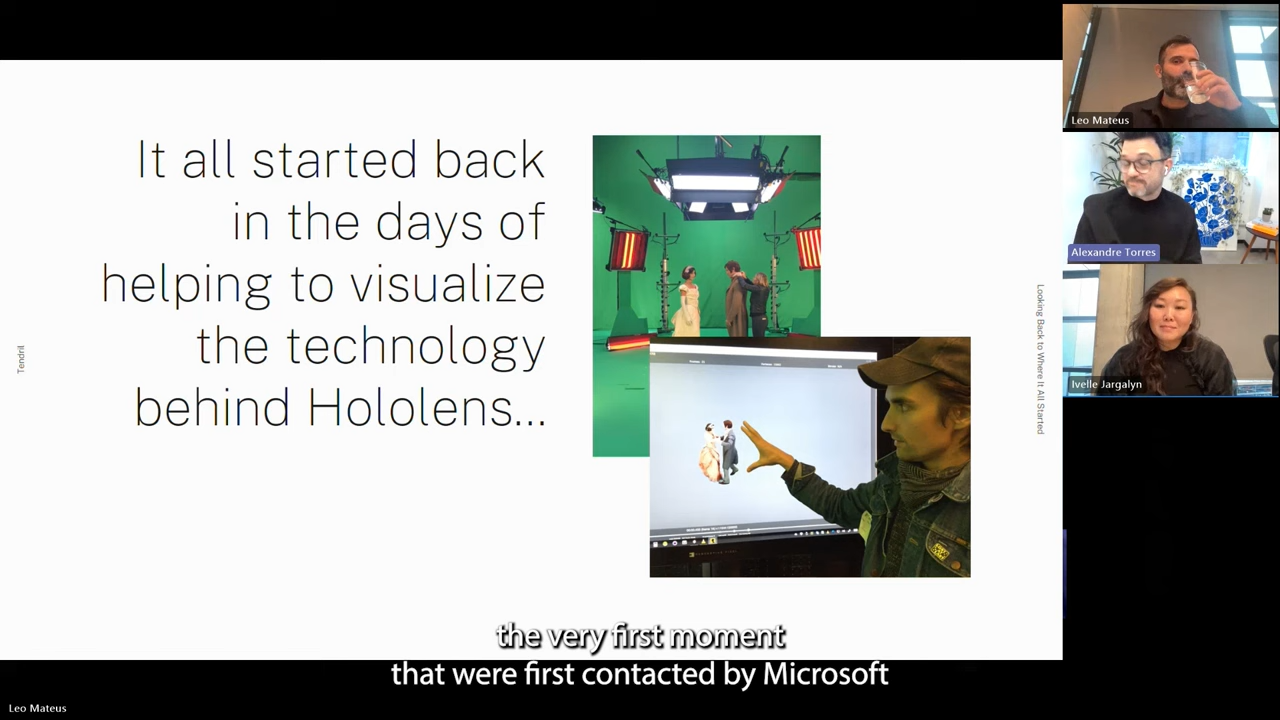 It all started back
in the days of
helping to visualize
the technology
behind Hololens...
Tendril
Looking Back to Where It All Started
Leo Mateus
Alexandre Torres
Ivelle Jargalyn
the very first moment
that were first contacted by Microsoft
Leo Mateus